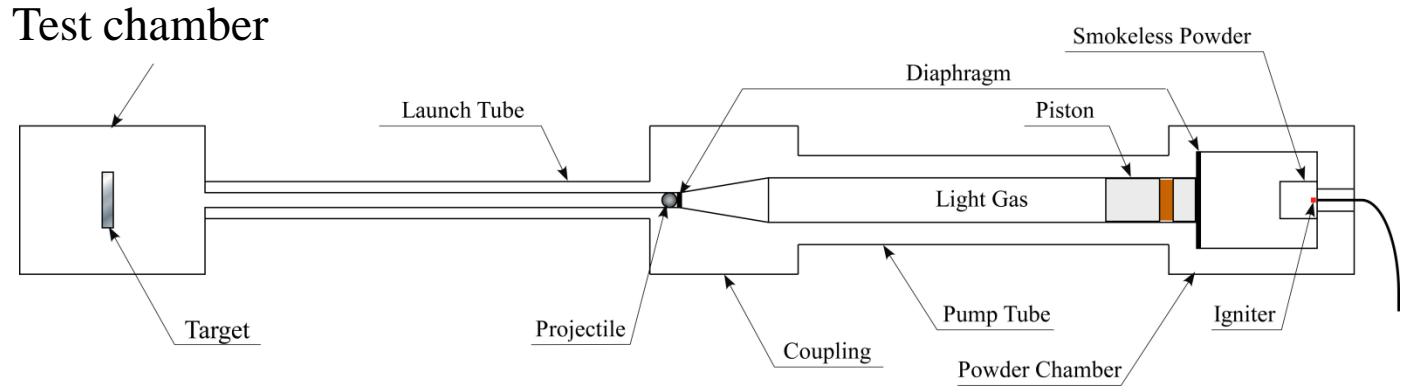 Test chamber
Smokeless Powder
Diaphragm
Launch Tube
Piston
Light Gas
Target
Projectile
Coupling
Pump Tube
Igniter
Powder Chamber